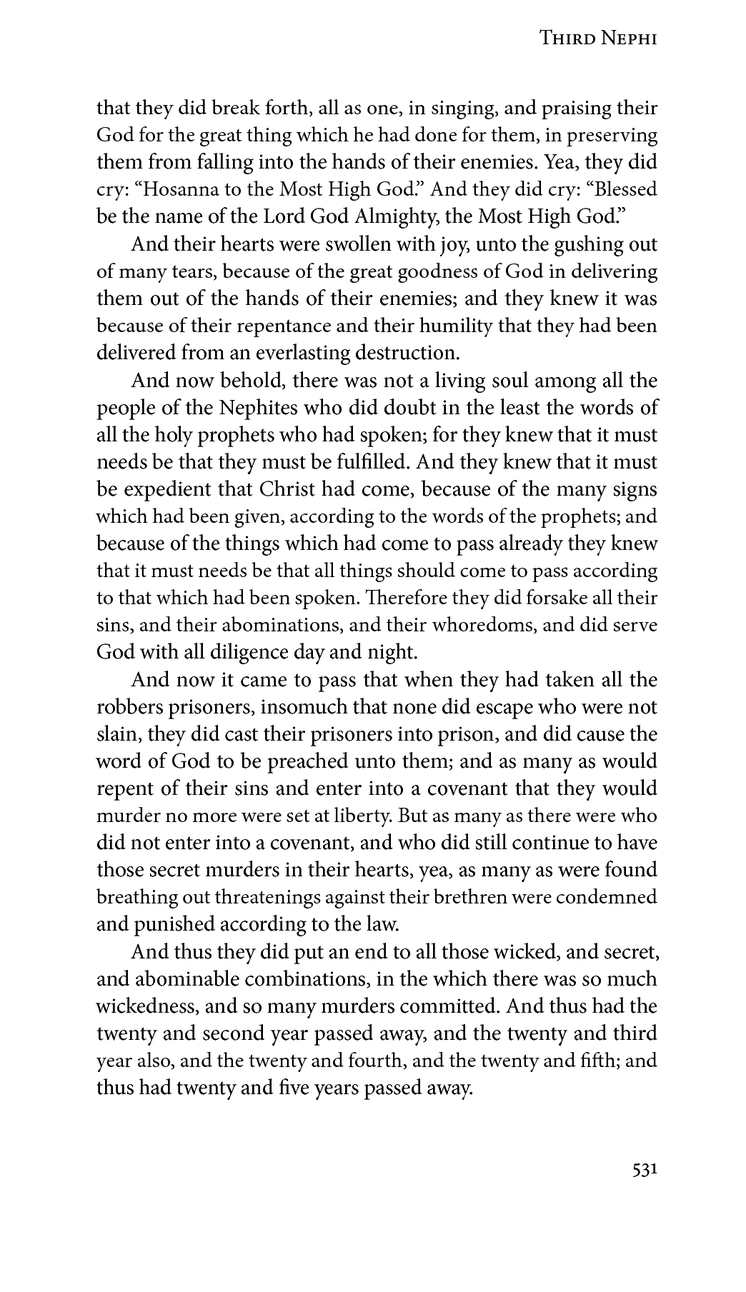 Third Nephi
that they did break forth, all as one, in singing, and praising their
God for the great thing which he had done for them, in preserving
them from falling into the hands of their enemies. Yea, they did
cry: “Hosanna to the Most High God.” And they did cry: “Blessed
be the name of the Lord God Almighty, the Most High God.”
And their hearts were swollen with joy, unto the gushing out
of many tears, because of the great goodness of God in delivering
them out of the hands of their enemies; and they knew it was
because of their repentance and their humility that they had been
delivered from an everlasting destruction.
And now behold, there was not a living soul among all the
people of the Nephites who did doubt in the least the words of
all the holy prophets who had spoken; for they knew that it must
needs be that they must be fulfilled. And they knew that it must
be expedient that Christ had come, because of the many signs
which had been given, according to the words of the prophets; and
because of the things which had come to pass already they knew
that it must needs be that all things should come to pass according
to that which had been spoken. Therefore they did forsake all their
sins, and their abominations, and their whoredoms, and did serve
God with all diligence day and night.
And now it came to pass that when they had taken all the
robbers prisoners, insomuch that none did escape who were not
slain, they did cast their prisoners into prison, and did cause the
word of God to be preached unto them; and as many as would
repent of their sins and enter into a covenant that they would
murder no more were set at liberty. But as many as there were who
did not enter into a covenant, and who did still continue to have
those secret murders in their hearts, yea, as many as were found
breathing out threatenings against their brethren were condemned
and punished according to the law.
And thus they did put an end to all those wicked, and secret,
and abominable combinations, in the which there was so much
wickedness, and so many murders committed. And thus had the
twenty and second year passed away, and the twenty and third
year also, and the twenty and fourth, and the twenty and fifth; and
thus had twenty and five years passed away.
531